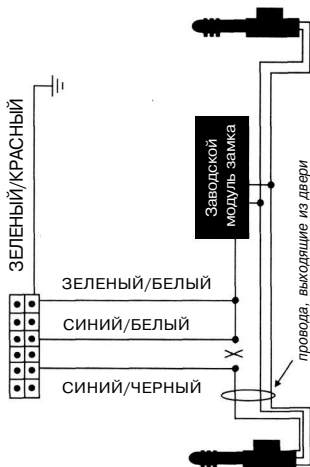 ЗЕЛЕНЫЙ/КРАСНЫЙ
Заводской
модуль замка
ЗЕЛЕНЫЙ/БЕЛЫЙ
СИНИЙ/БЕЛЫЙ
СИНИЙ/ЧЕРНЫЙ
провода, выходящие из двери